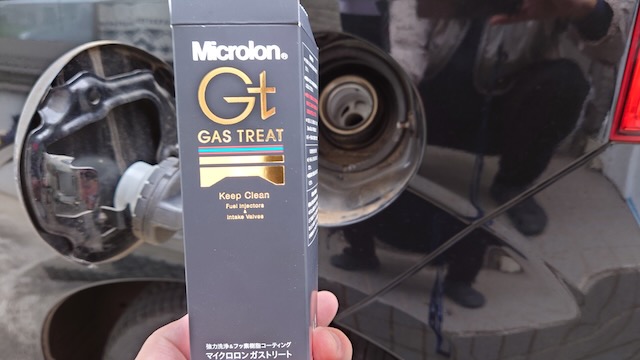 Microlon®
Gt
GAS TREAT
Keep Clean
Fuel Injectors
&
Intake Valves
強力洗浄&フッ素樹脂コーティング
マイクロロン ガストリート